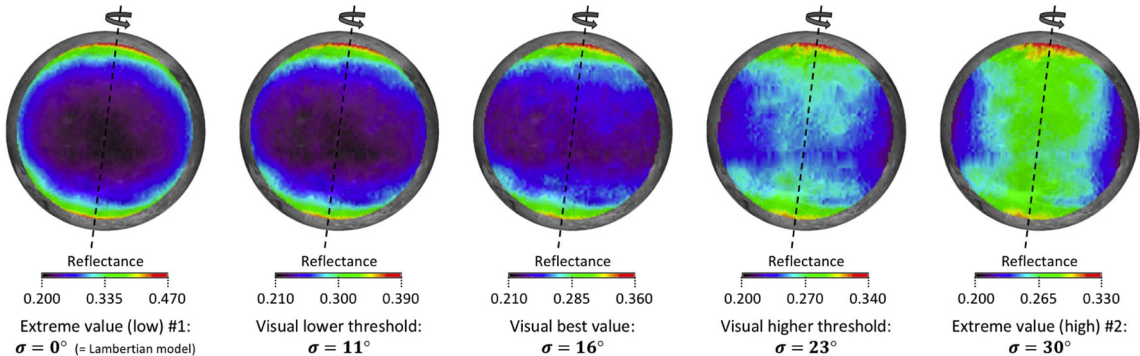 Reflectance
0.200 0.335 0.470
Extreme value (low) #1:
σ = 0° (= Lambertian model)
Reflectance
0.210 0.300 0.390
Visual lower threshold:
σ = 11°
Reflectance
0.210 0.285 0.360
Visual best value:
σ = 16°
Reflectance
0.200 0.270 0.340
Visual higher threshold:
σ = 23°
Reflectance
0.200 0.265 0.330
Extreme value (high) #2:
σ = 30°